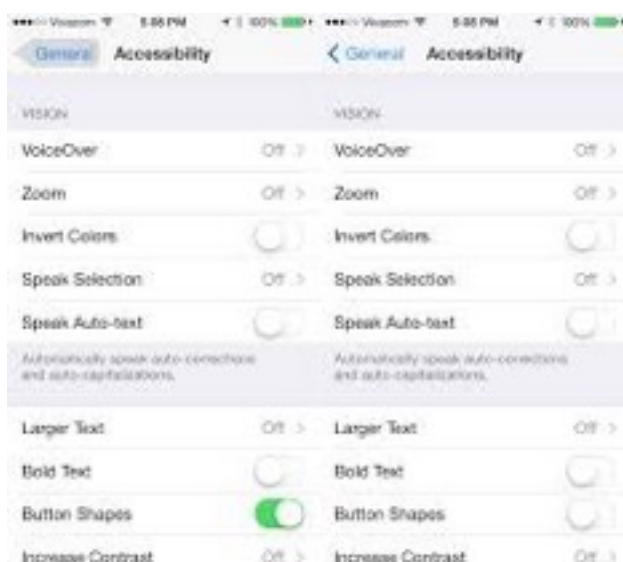 Verizon 5:08 PM 100%
General Accessibility
VISION
VoiceOver Off
Zoom Off
Invert Colors
Speak Selection Off
Speak Auto-text
Automatically speak auto-corrections
and auto-capitalizations.
Larger Text Off
Bold Text
Button Shapes
Increase Contrast Off
Verizon 5:08 PM 100%
General Accessibility
VISION
VoiceOver Off
Zoom Off
Invert Colors
Speak Selection Off
Speak Auto-text
Automatically speak auto-corrections
and auto-capitalizations.
Larger Text Off
Bold Text
Button Shapes
Increase Contrast Off